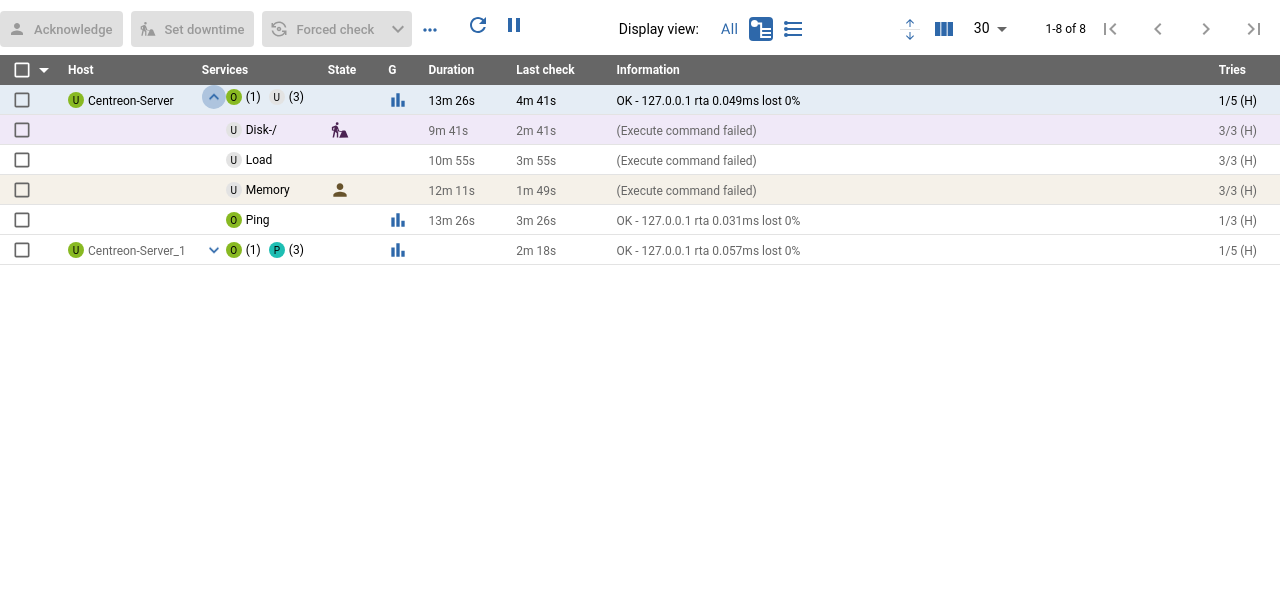 Acknowledge Set downtime Forced check ... Display view: All 30 1-8 of 8
Host Services State G Duration Last check Information Tries
U Centreon-Server O (1) U (3) 13m 26s 4m 41s OK - 127.0.0.1 rta 0.049ms lost 0% 1/5 (H)
U Disk-/ 9m 41s 2m 41s (Execute command failed) 3/3 (H)
U Load 10m 55s 3m 55s (Execute command failed) 3/3 (H)
U Memory 12m 11s 1m 49s (Execute command failed) 3/3 (H)
O Ping 13m 26s 3m 26s OK - 127.0.0.1 rta 0.031ms lost 0% 1/3 (H)
U Centreon-Server_1 O (1) P (3) 2m 18s OK - 127.0.0.1 rta 0.057ms lost 0% 1/5 (H)